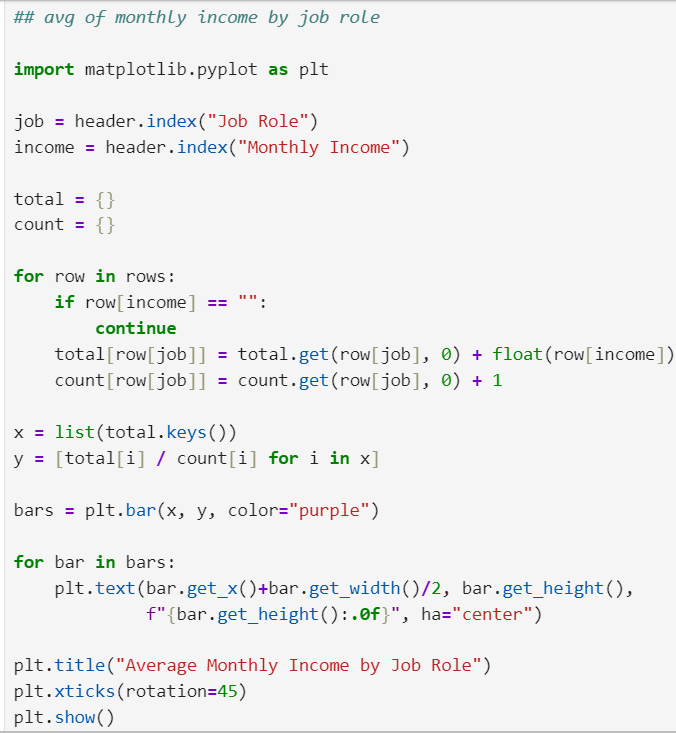 ## avg of monthly income by job role

import matplotlib.pyplot as plt

job = header.index("Job Role")
income = header.index("Monthly Income")

total = {}
count = {}

for row in rows:
    if row[income] == "":
        continue
    total[row[job]] = total.get(row[job], 0) + float(row[income])
    count[row[job]] = count.get(row[job], 0) + 1

x = list(total.keys())
y = [total[i] / count[i] for i in x]

bars = plt.bar(x, y, color="purple")

for bar in bars:
    plt.text(bar.get_x()+bar.get_width()/2, bar.get_height(),
             f"{bar.get_height():.0f}", ha="center")

plt.title("Average Monthly Income by Job Role")
plt.xticks(rotation=45)
plt.show()